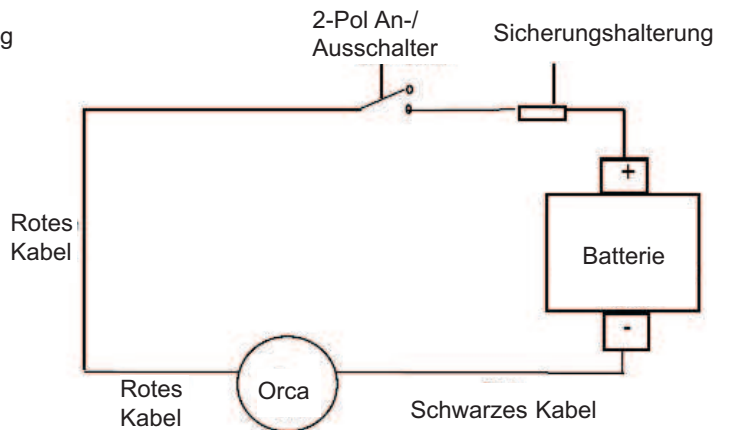 g
2-Pol An-/
Ausschalter
Sicherungshalterung
+
Rotes
Kabel
Batterie
-
Rotes
Kabel
Orca
Schwarzes Kabel